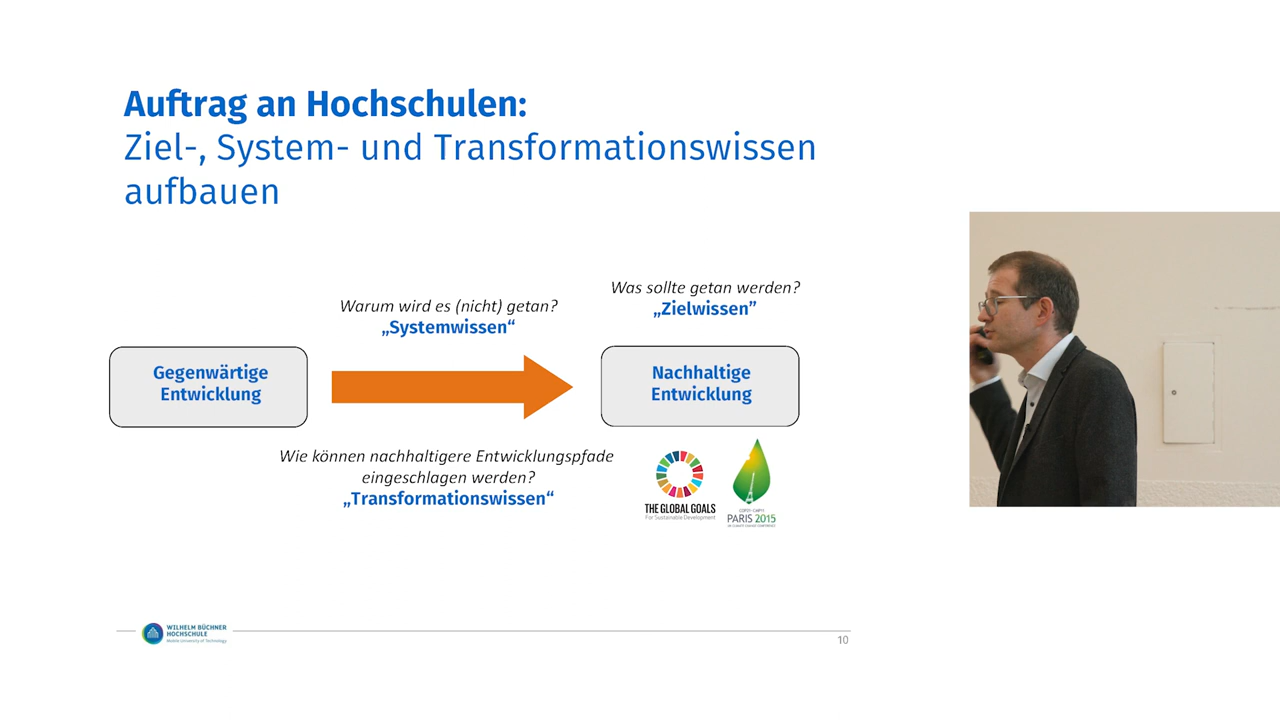 Auftrag an Hochschulen:
Ziel-, System- und Transformationswissen
aufbauen
Warum wird es (nicht) getan?
„Systemwissen“
Was sollte getan werden?
„Zielwissen”
Gegenwärtige
Entwicklung
Nachhaltige
Entwicklung
Wie können nachhaltigere Entwicklungspfade
eingeschlagen werden?
„Transformationswissen“
THE GLOBAL GOALS
For Sustainable Development
PARIS 2015
WILHELM BÜCHNER
HOCHSCHULE
Mobile University of Technology
10